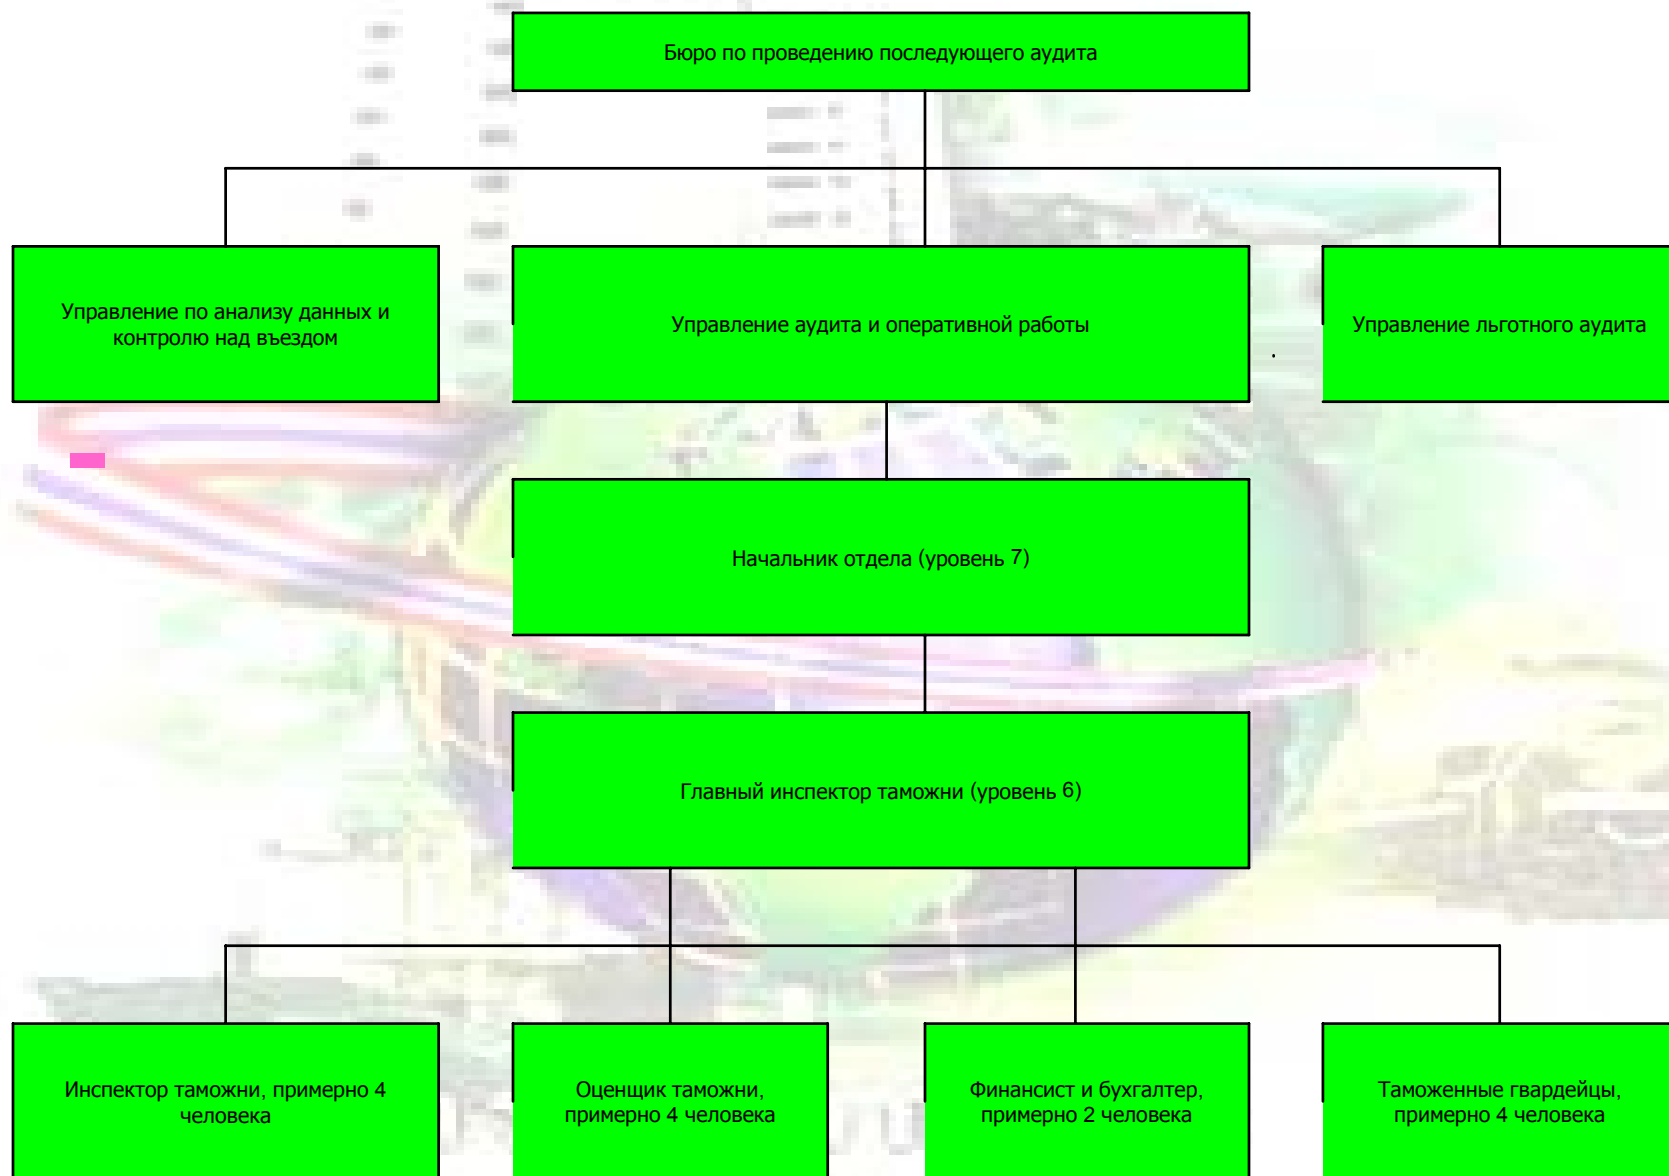 Бюро по проведению последующего аудита
Управление по анализу данных и
контролю над въездом
Управление аудита и оперативной работы
.
Управление льготного аудита
Начальник отдела (уровень 7)
Главный инспектор таможни (уровень 6)
Инспектор таможни, примерно 4
человека
Оценщик таможни,
примерно 4 человека
Финансист и бухгалтер,
примерно 2 человека
Таможенные гвардейцы,
примерно 4 человека